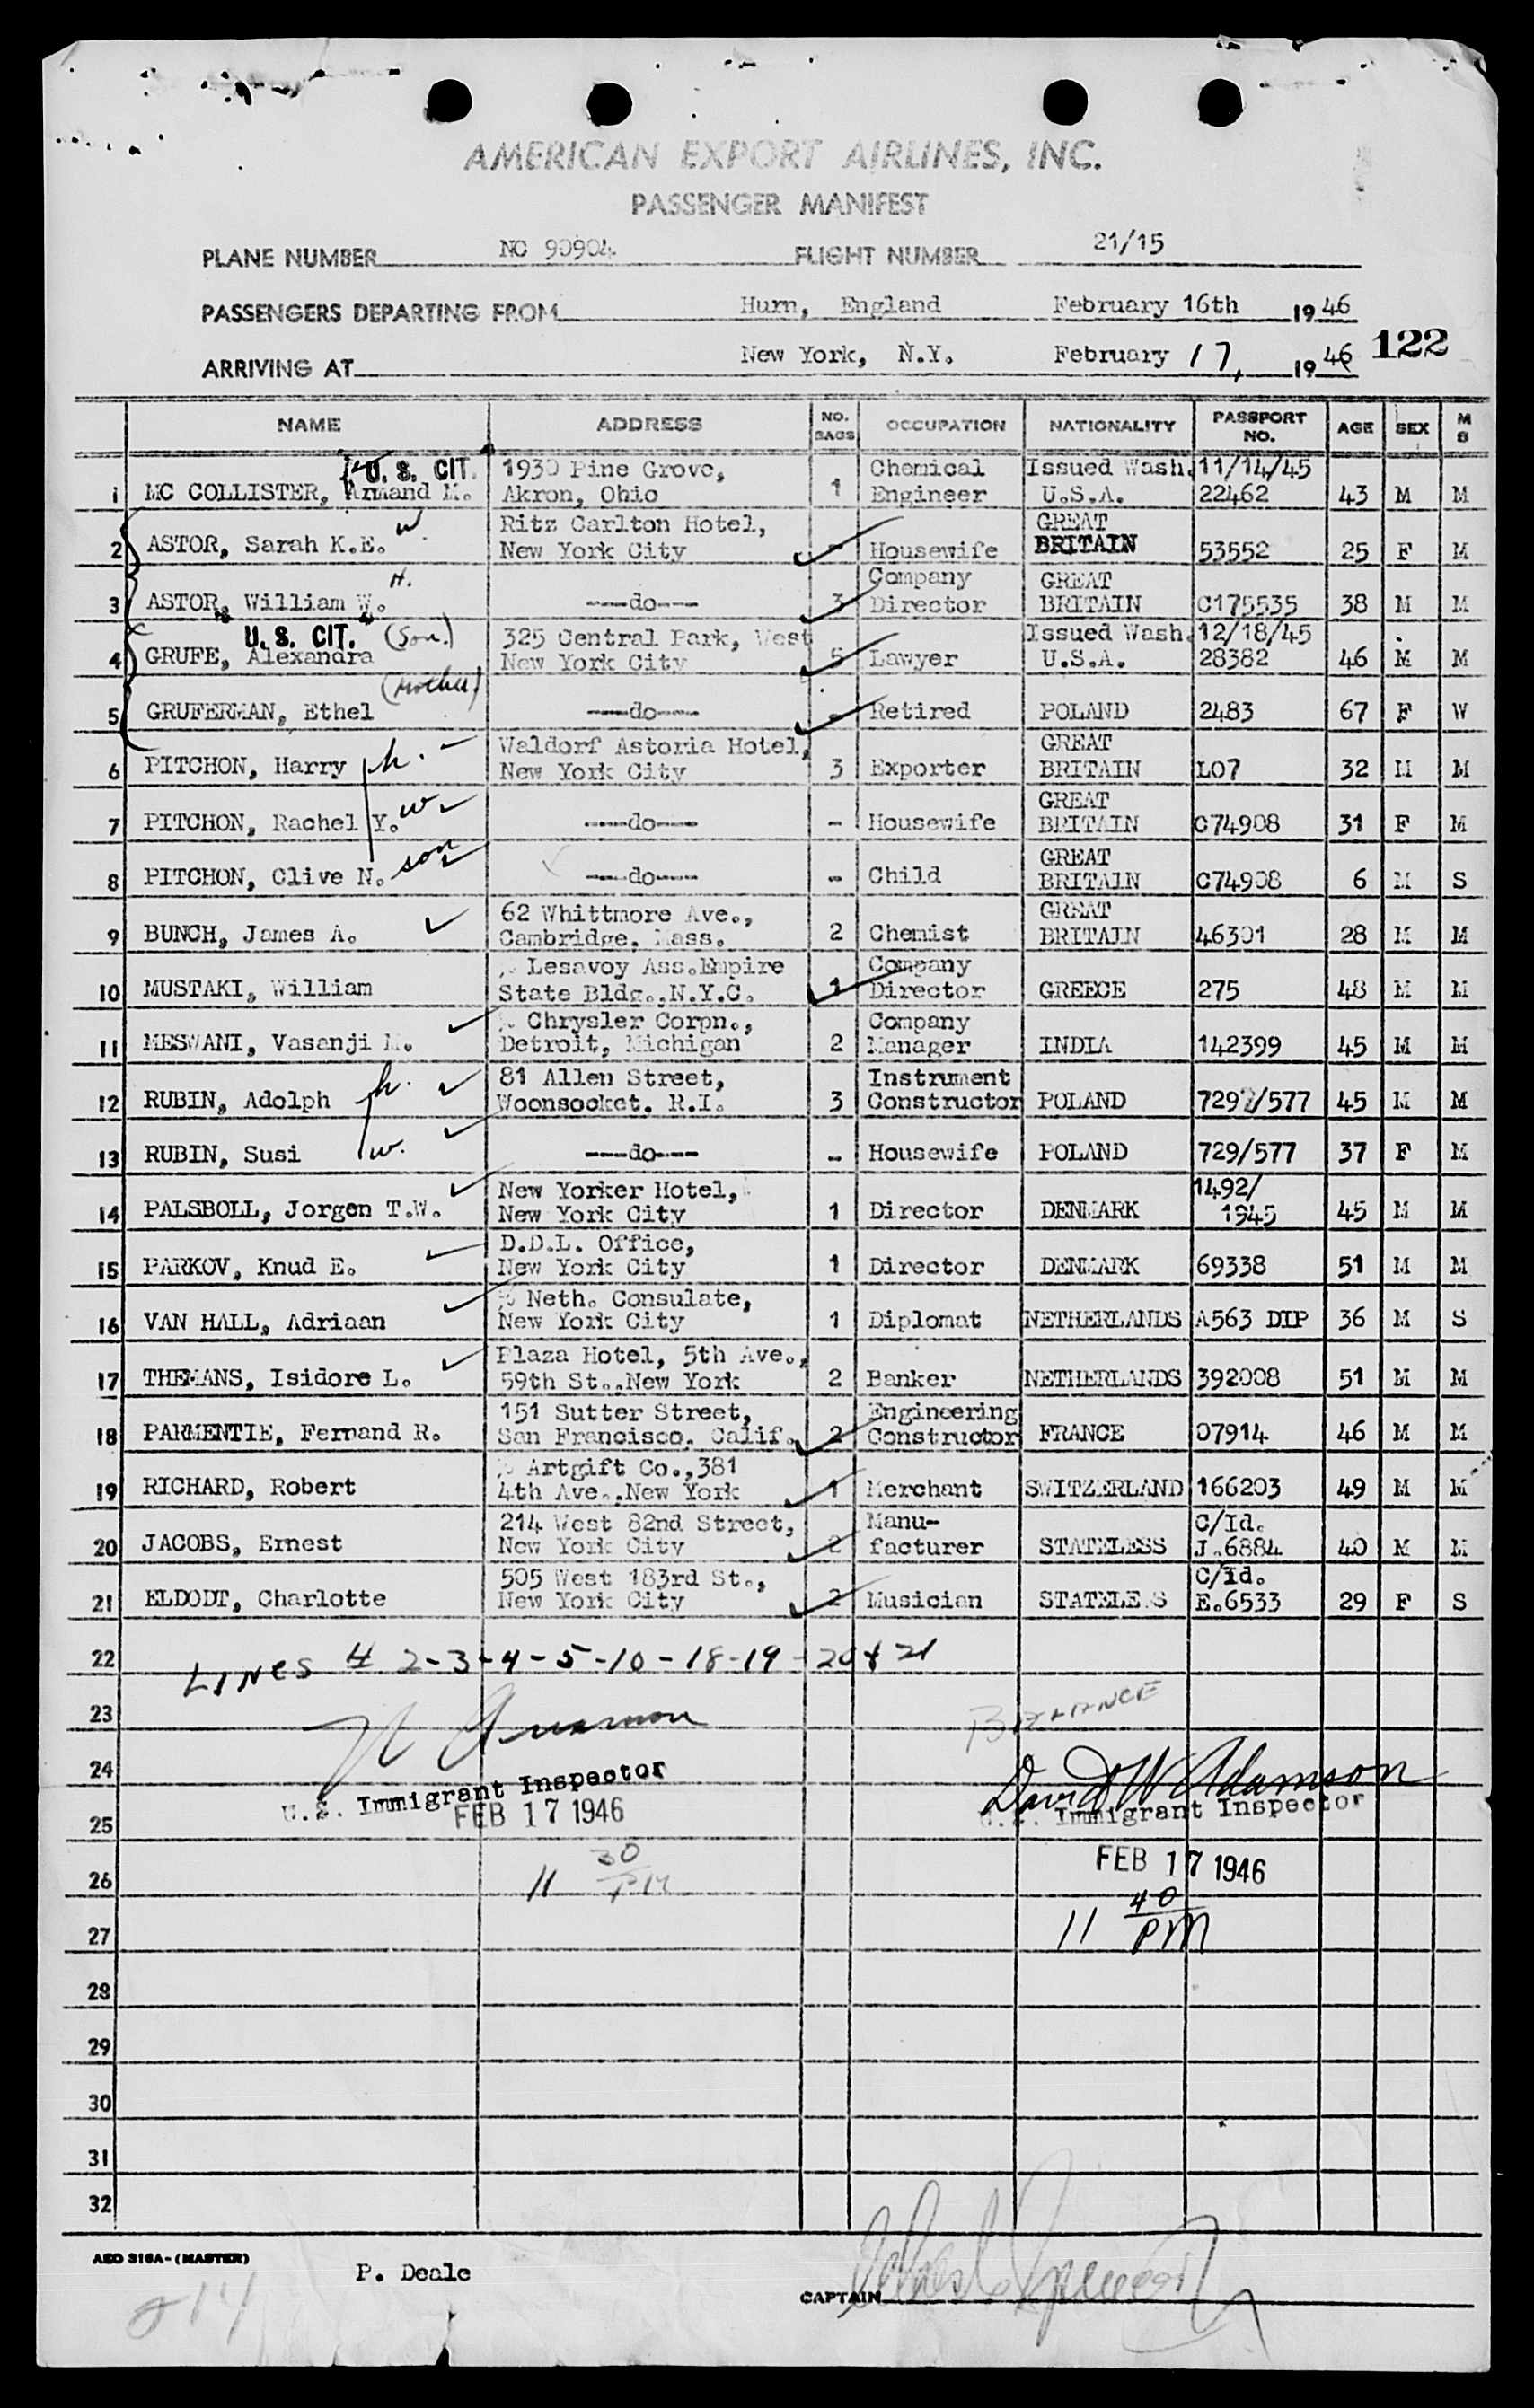 AMERICAN EXPORT AIRLINES, INC.
PASSENGER MANIFEST
PLANE NUMBER NC 90904 FLIGHT NUMBER 21/15
PASSENGERS DEPARTING FROM Hurn, England February 16th 1946
ARRIVING AT New York, N.Y. February 17, 1946 122
NAME ADDRESS NO. BAGS OCCUPATION NATIONALITY PASSPORT NO. AGE SEX M S
U. S. CIT. 1930 Pine Grove, Chemical Issued Wash. 11/14/45
1 MC COLLISTER, Armand M. Akron, Ohio 1 Engineer U.S.A. 22462 43 M M
w Ritz Carlton Hotel, GREAT
2 ASTOR, Sarah K.E. New York City - Housewife BRITAIN 53552 25 F M
H. Company GREAT
3 ASTOR, William W. ---do--- 3 Director BRITAIN C175535 38 M M
U. S. CIT. (Son.) 325 Central Park, West Issued Wash. 12/18/45
4 GRUFE, Alexandra New York City 5 Lawyer U.S.A. 28382 46 M M
(Mother)
5 GRUFERMAN, Ethel ---do--- - Retired POLAND 2483 67 F W
h. Waldorf Astoria Hotel, GREAT
6 PITCHON, Harry New York City 3 Exporter BRITAIN LO7 32 M M
w GREAT
7 PITCHON, Rachel Y. ---do--- - Housewife BRITAIN C74908 31 F M
son GREAT
8 PITCHON, Clive N. ---do--- - Child BRITAIN C74908 6 M S
62 Whittmore Ave., GREAT
9 BUNCH, James A. Cambridge. Mass. 2 Chemist BRITAIN 46301 28 M M
% Lesavoy Ass.Empire Company
10 MUSTAKI, William State Bldg.,N.Y.C. 1 Director GREECE 275 48 M M
% Chrysler Corpn., Company
11 MESWANI, Vasanji M. Detroit, Michigan 2 Manager INDIA 142399 45 M M
h. 81 Allen Street, Instrument
12 RUBIN, Adolph Woonsocket. R.I. 3 Constructor POLAND 729/577 45 M M
13 RUBIN, Susi w. ---do--- - Housewife POLAND 729/577 37 F M
New Yorker Hotel, 1492/
14 PALSBOLL, Jorgen T.W. New York City 1 Director DENMARK 1945 45 M M
D.D.L. Office,
15 PARKOV, Knud E. New York City 1 Director DENMARK 69338 51 M M
% Neth. Consulate,
16 VAN HALL, Adriaan New York City 1 Diplomat NETHERLANDS A563 DIP 36 M S
Plaza Hotel, 5th Ave.,
17 THEMANS, Isidore L. 59th St.,New York 2 Banker NETHERLANDS 392008 51 M M
151 Sutter Street, Engineering
18 PARMENTIE, Fernand R. San Francisco. Calif. 2 Constructor FRANCE 07914 46 M M
% Artgift Co.,381
19 RICHARD, Robert 4th Ave.,New York 1 Merchant SWITZERLAND 166203 49 M M
214 West 82nd Street, Manu- C/Id.
20 JACOBS, Ernest New York City 2 facturer STATELESS J.6884 40 M M
505 West 183rd St., C/Id.
21 ELDODT, Charlotte New York City 2 Musician STATELESS E.6533 29 F S
22 LINES # 2-3-4-5-10-18-19-20 & 21
23 BALANCE
24 David W Adamson
U.S. Immigrant Inspector U.S. Immigrant Inspector
25 FEB 17 1946
FEB 17 1946
26 11 30 PM
27 11 40 PM
28
29
30
31
32
AEO 316A-(MASTER)
P. Deale
CAPTAIN
214